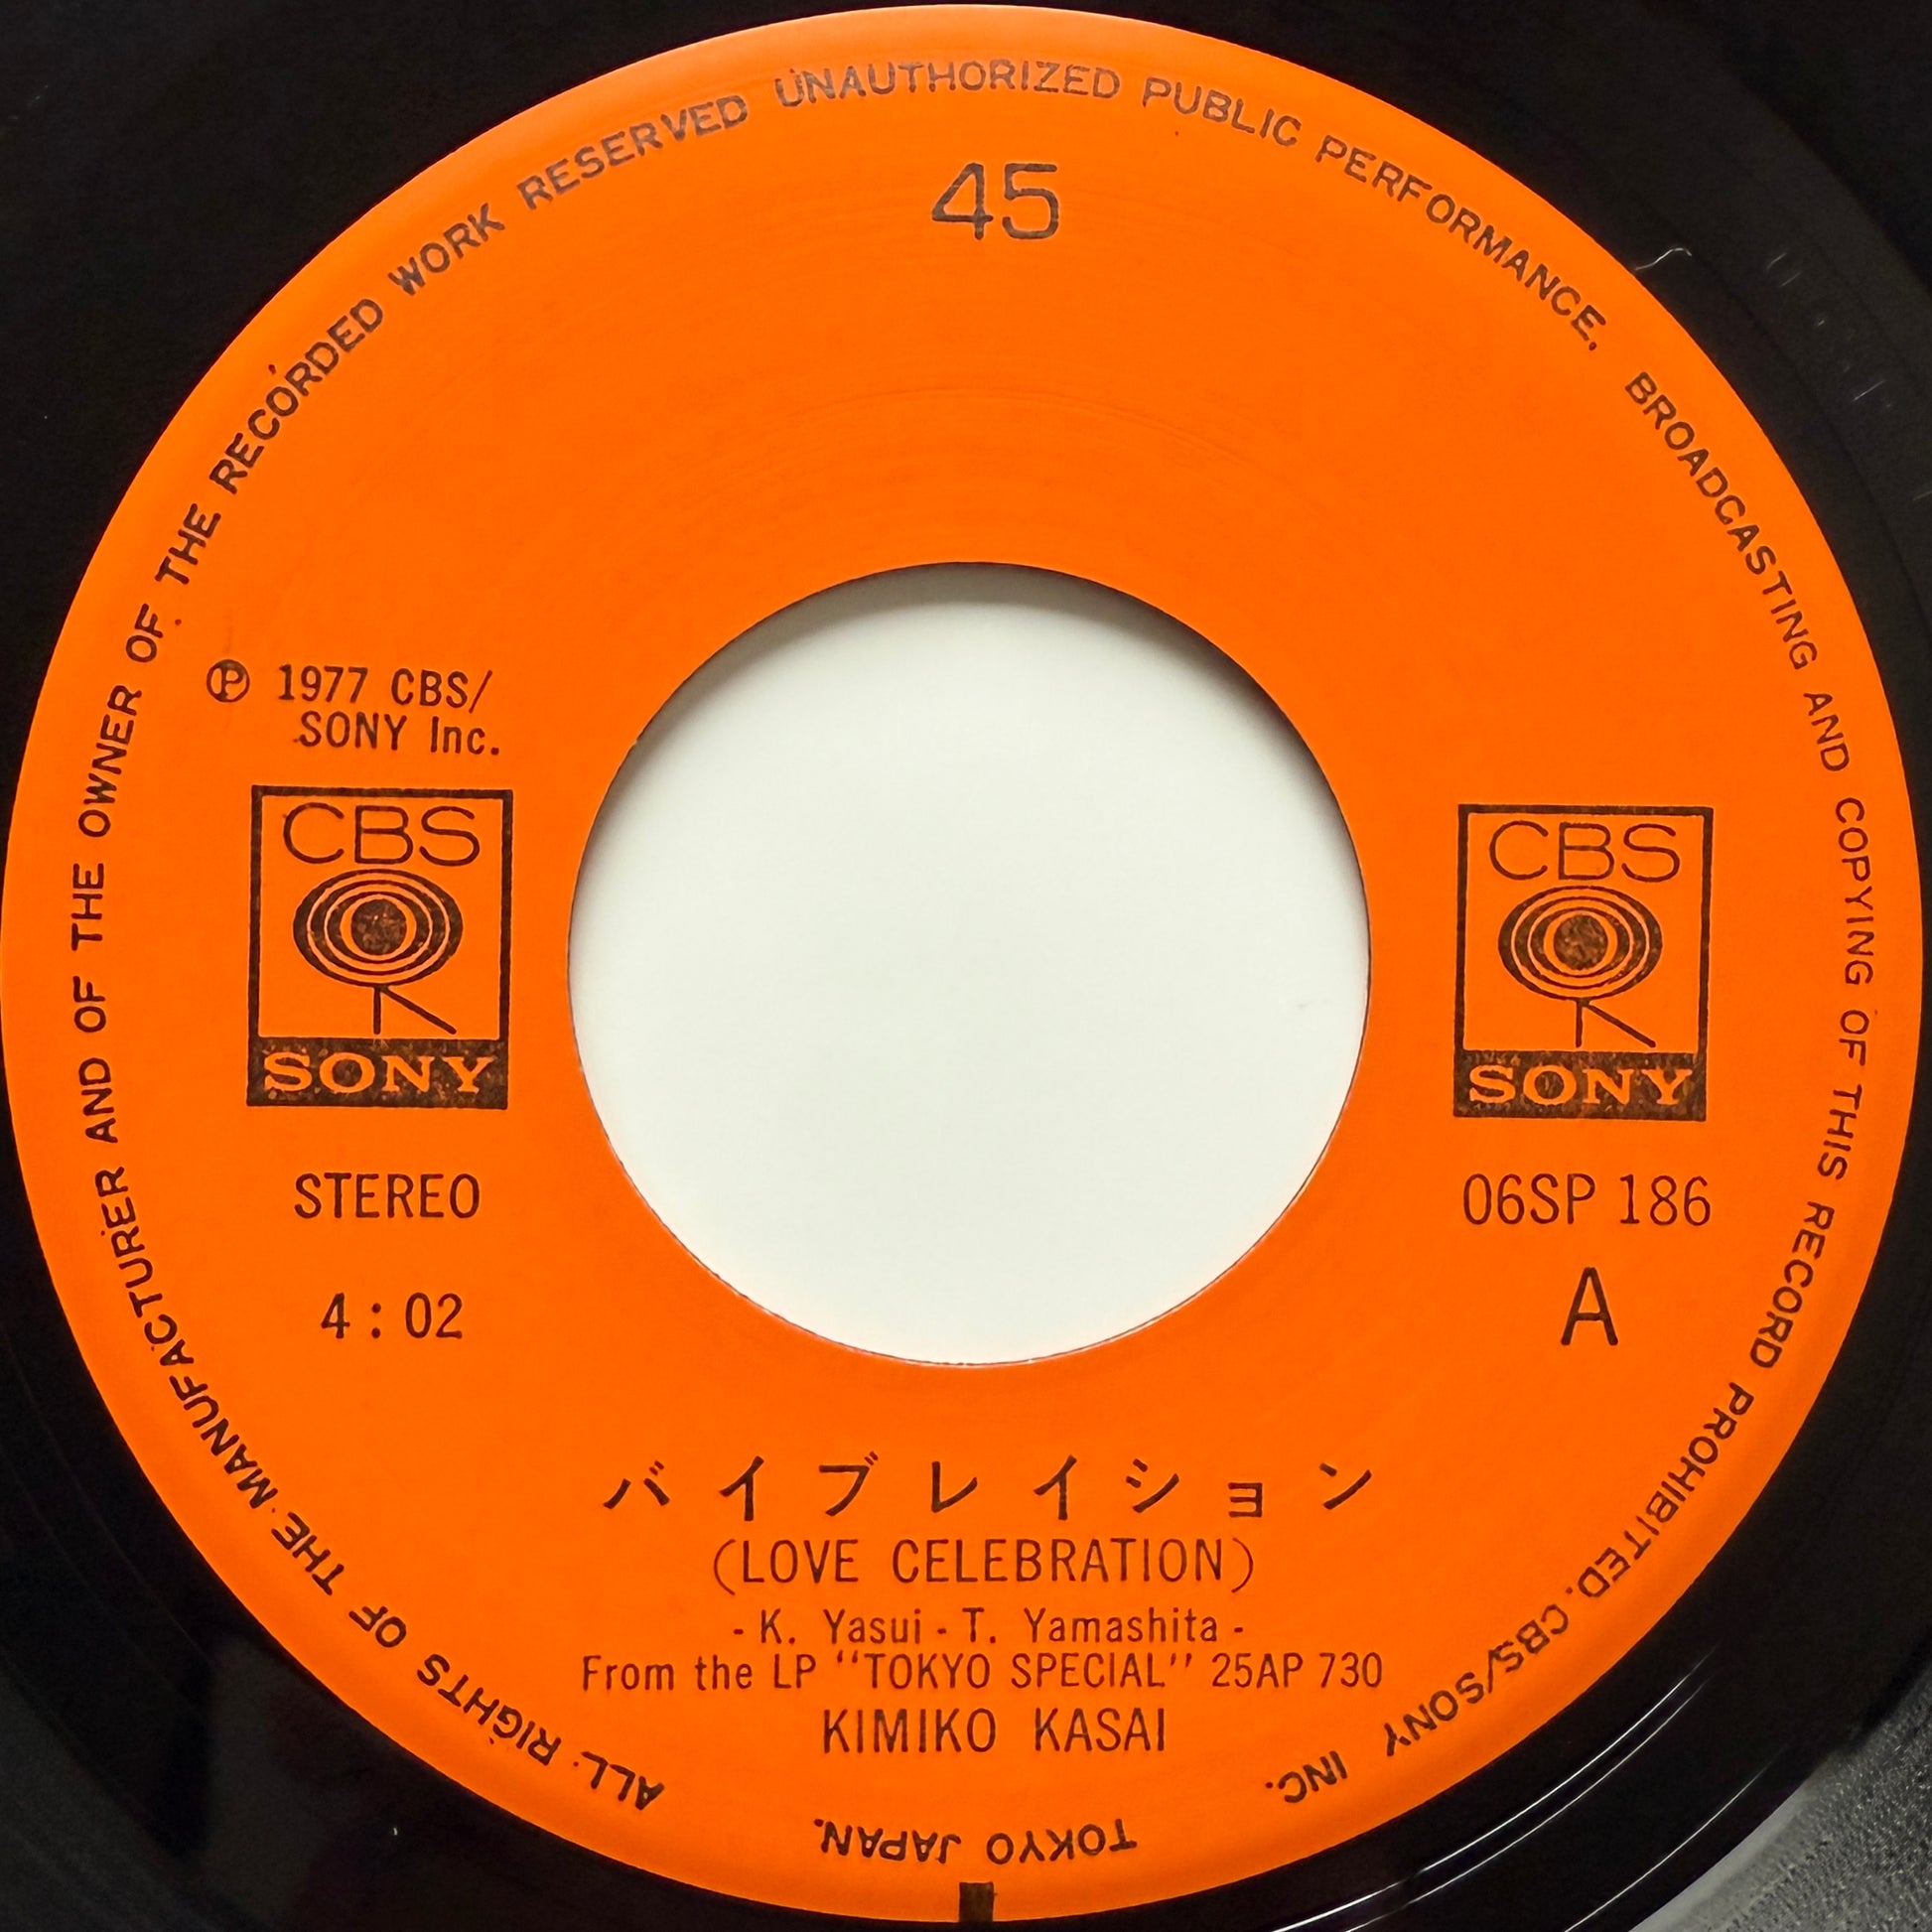 ALL RIGHTS OF THE MANUFACTURER AND OF THE OWNER OF THE RECORDED WORK RESERVED UNAUTHORIZED PUBLIC PERFORMANCE, BROADCASTING AND COPYING OF THIS RECORD PROHIBITED. CBS/SONY INC. TOKYO JAPAN.
45
Ⓟ 1977 CBS/
SONY Inc.
CBS
SONY
CBS
SONY
STEREO
06SP 186
4:02
A
バイブレイション
(LOVE CELEBRATION)
- K. Yasui - T. Yamashita -
From the LP "TOKYO SPECIAL" 25AP 730
KIMIKO KASAI